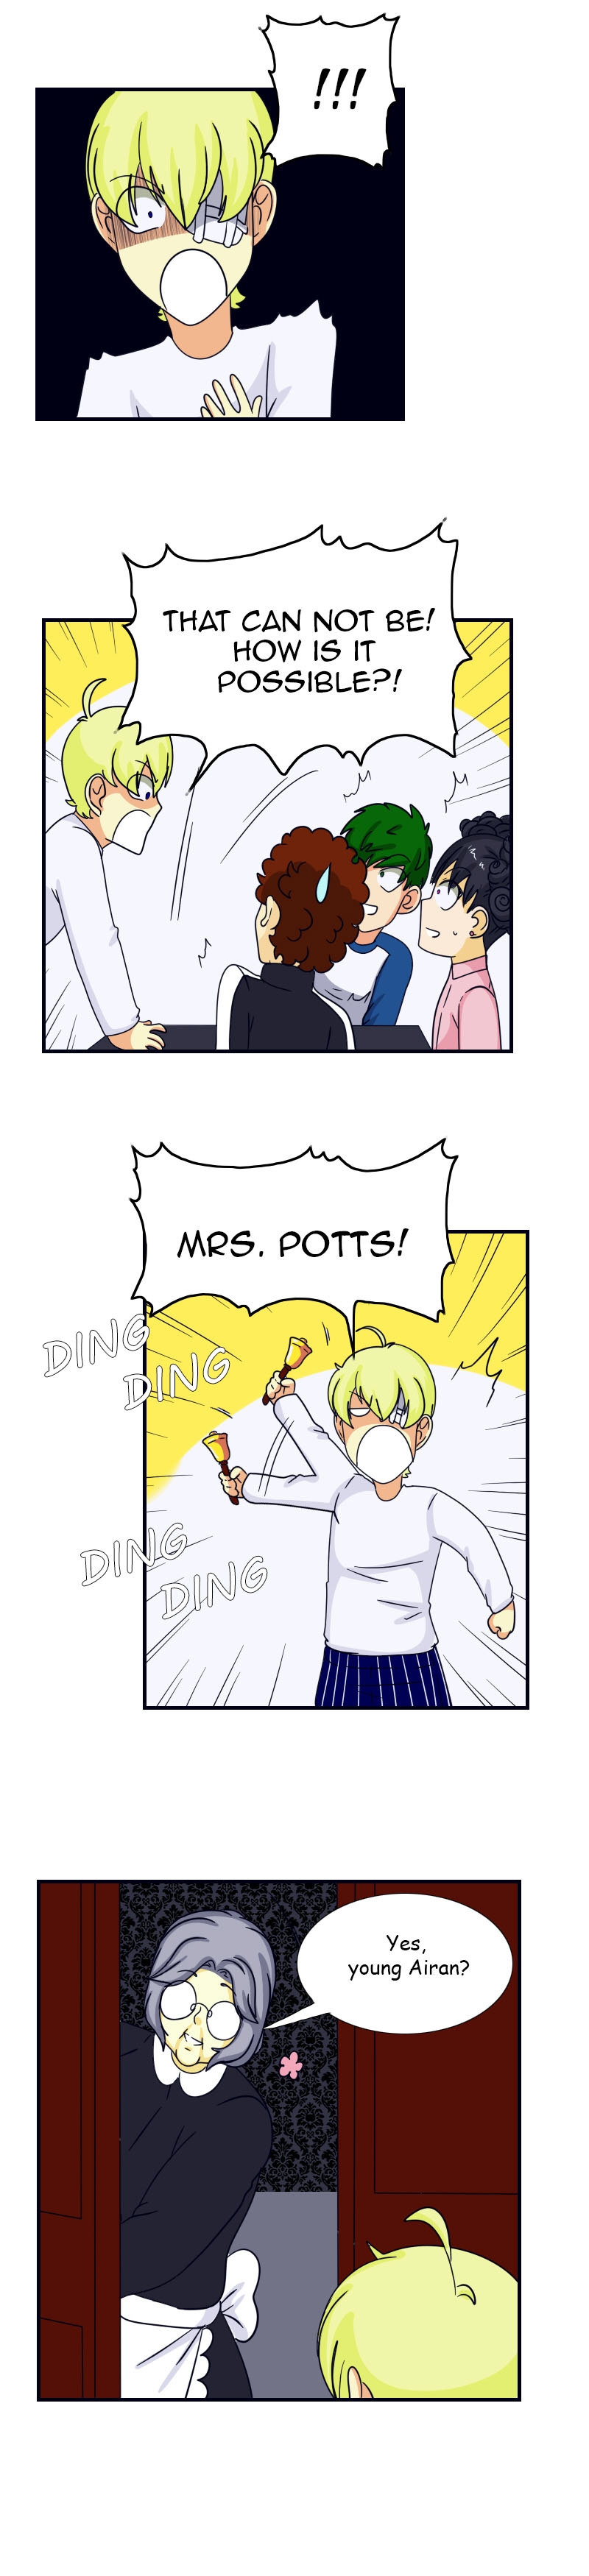 !!!
THAT CAN NOT BE!
HOW IS IT
POSSIBLE?!
MRS. POTTS!
DING
DING
DING
DING
Yes,
young Airan?